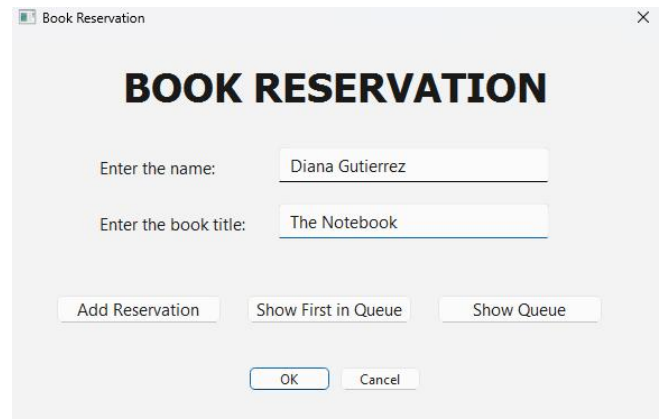 Book Reservation
BOOK RESERVATION
Enter the name: Diana Gutierrez
Enter the book title: The Notebook
Add Reservation Show First in Queue Show Queue
OK Cancel